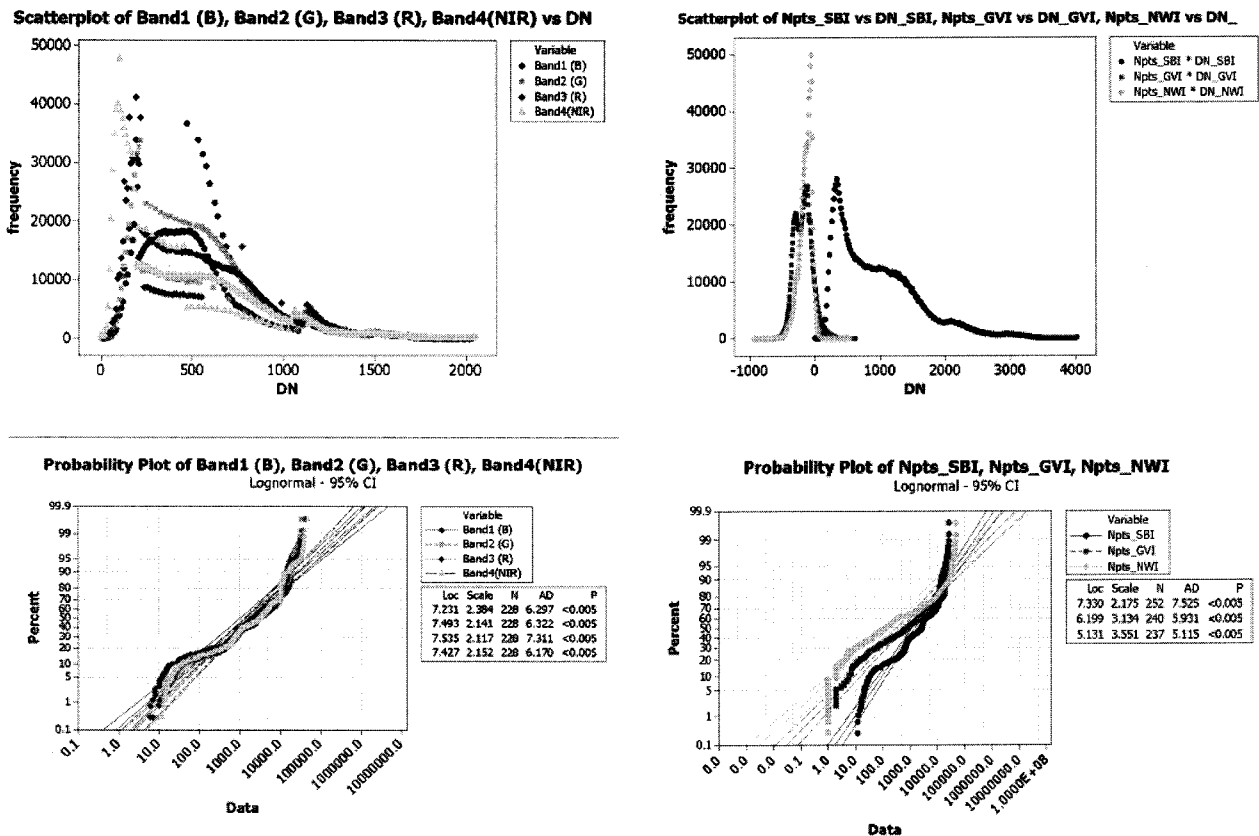 Scatterplot of Band1 (B), Band2 (G), Band3 (R), Band4(NIR) vs DN
50000
40000
30000
20000
10000
0
frequency
0
500
1000
1500
2000
DN
Variable
Band1 (B)
Band2 (G)
Band3 (R)
Band4(NIR)
Scatterplot of Npts_SBI vs DN_SBI, Npts_GVI vs DN_GVI, Npts_NWI vs DN_
50000
40000
30000
20000
10000
0
frequency
-1000
0
1000
2000
3000
4000
DN
Variable
Npts_SBI * DN_SBI
Npts_GVI * DN_GVI
Npts_NWI * DN_NWI
Probability Plot of Band1 (B), Band2 (G), Band3 (R), Band4(NIR)
Lognormal - 95% CI
99.9
99
95
90
80
70
60
50
40
30
20
10
5
1
0.1
Percent
0.1
1.0
10.0
100.0
1000.0
10000.0
100000.0
1000000.0
10000000.0
Data
Variable
Band1 (B)
Band2 (G)
Band3 (R)
Band4(NIR)
Loc Scale N AD P
7.231 2.384 228 6.297 <0.005
7.493 2.141 228 6.322 <0.005
7.535 2.117 228 7.311 <0.005
7.427 2.152 228 6.170 <0.005
Probability Plot of Npts_SBI, Npts_GVI, Npts_NWI
Lognormal - 95% CI
99.9
99
95
90
80
70
60
50
40
30
20
10
5
1
0.1
Percent
0.0
0.0
0.0
0.1
1.0
10.0
100.0
1000.0
10000.0
100000.0
1000000.0
10000000.0
1.0000E+08
Data
Variable
Npts_SBI
Npts_GVI
Npts_NWI
Loc Scale N AD P
7.330 2.175 252 7.525 <0.005
6.199 3.134 240 5.931 <0.005
5.131 3.551 237 5.115 <0.005